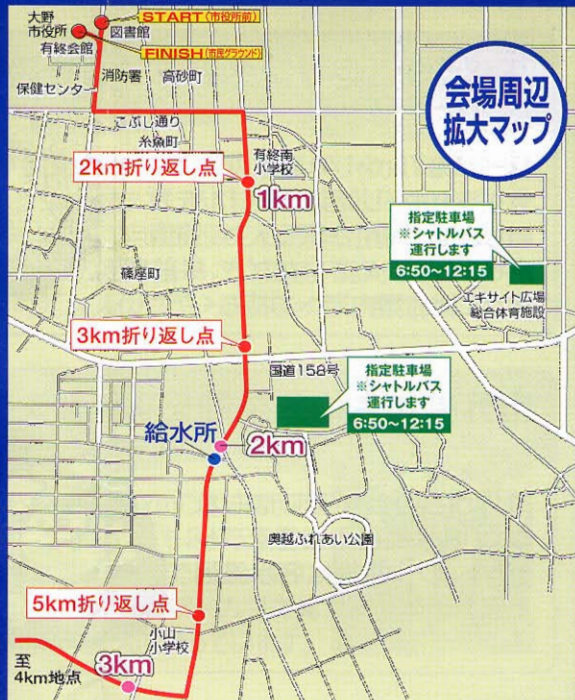 大野
市役所
START(市役所前)
図書館
有終会館
FINISH(市民グラウンド)
消防署
高砂町
保健センター
会場周辺
拡大マップ
こぶし通り
糸魚町
有終南
小学校
2km折り返し点
1km
指定駐車場
※シャトルバス
運行します
6:50~12:15
篠座町
エキサイト広場
総合体育施設
3km折り返し点
国道158号
指定駐車場
※シャトルバス
運行します
6:50~12:15
給水所
2km
奥越ふれあい公園
5km折り返し点
小山
小学校
至
4km地点
3km